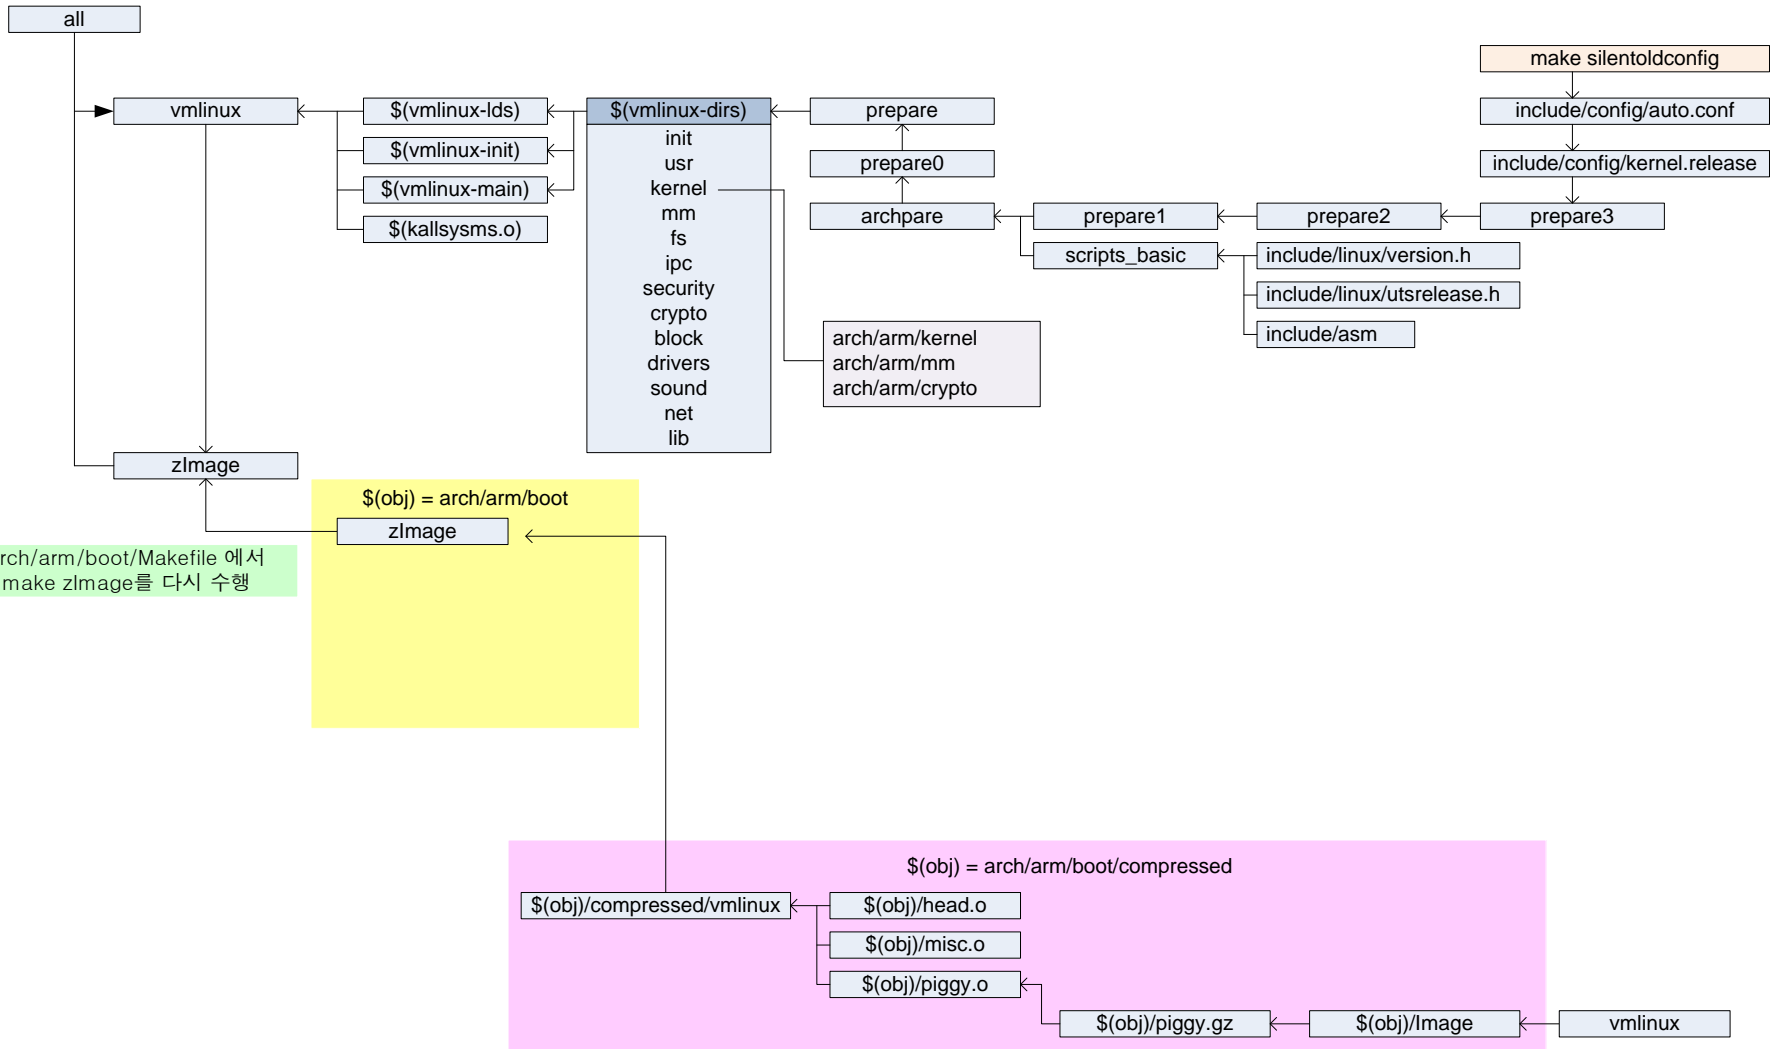 all
make silentoldconfig
vmlinux
$(vmlinux-lds)
$(vmlinux-dirs)
prepare
include/config/auto.conf
init
$(vmlinux-init)
usr
prepare0
include/config/kernel.release
kernel
$(vmlinux-main)
mm
archpare
prepare1
prepare2
prepare3
$(kallsysms.o)
fs
ipc
scripts_basic
include/linux/version.h
security
include/linux/utsrelease.h
crypto
block
include/asm
drivers
sound
net
lib
arch/arm/kernel
arch/arm/mm
arch/arm/crypto
zImage
$(obj) = arch/arm/boot
zImage
rch/arm/boot/Makefile 에서
make zImage를 다시 수행
$(obj) = arch/arm/boot/compressed
$(obj)/compressed/vmlinux
$(obj)/head.o
$(obj)/misc.o
$(obj)/piggy.o
$(obj)/piggy.gz
$(obj)/Image
vmlinux